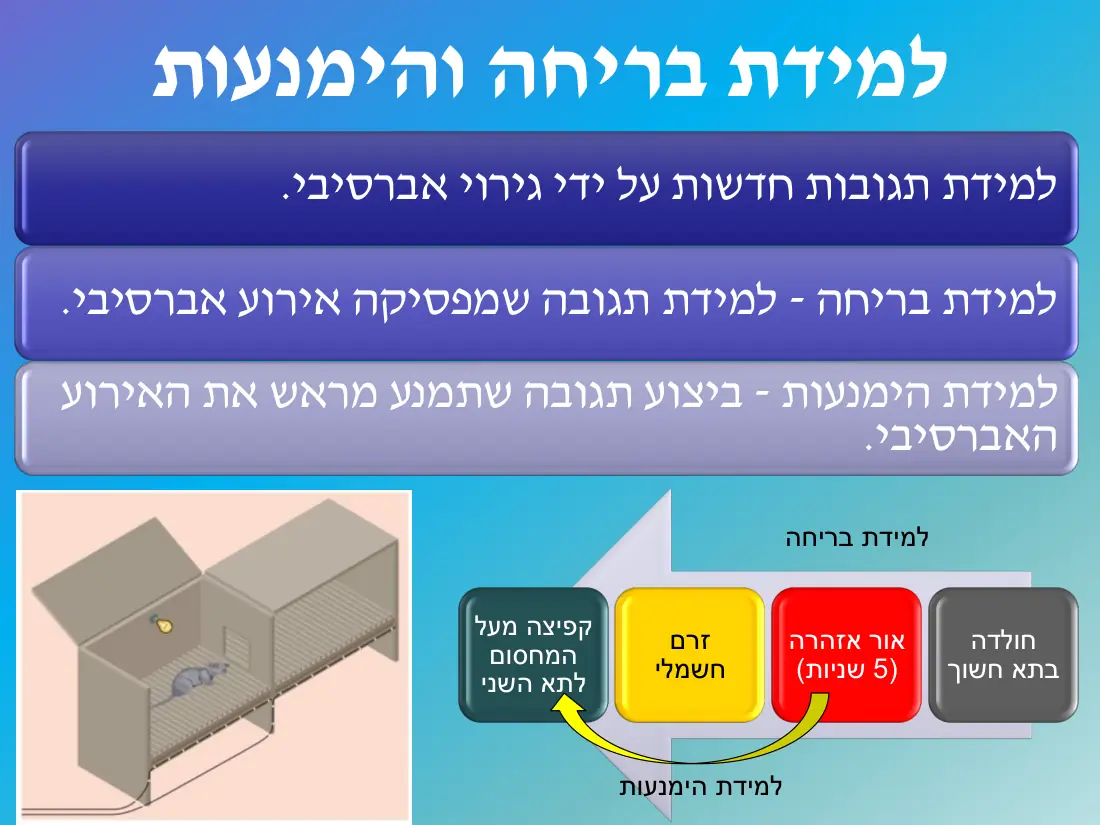 למידת בריחה והימנעות
למידת תגובות חדשות על ידי גירוי אברסיבי.
למידת בריחה - למידת תגובה שמפסיקה אירוע אברסיבי.
למידת הימנעות - ביצוע תגובה שתמנע מראש את האירוע
האברסיבי.
למידת בריחה
חולדה
בתא חשוך
אור אזהרה
(5 שניות)
זרם
חשמלי
קפיצה מעל
המחסום
לתא השני
למידת הימנעות